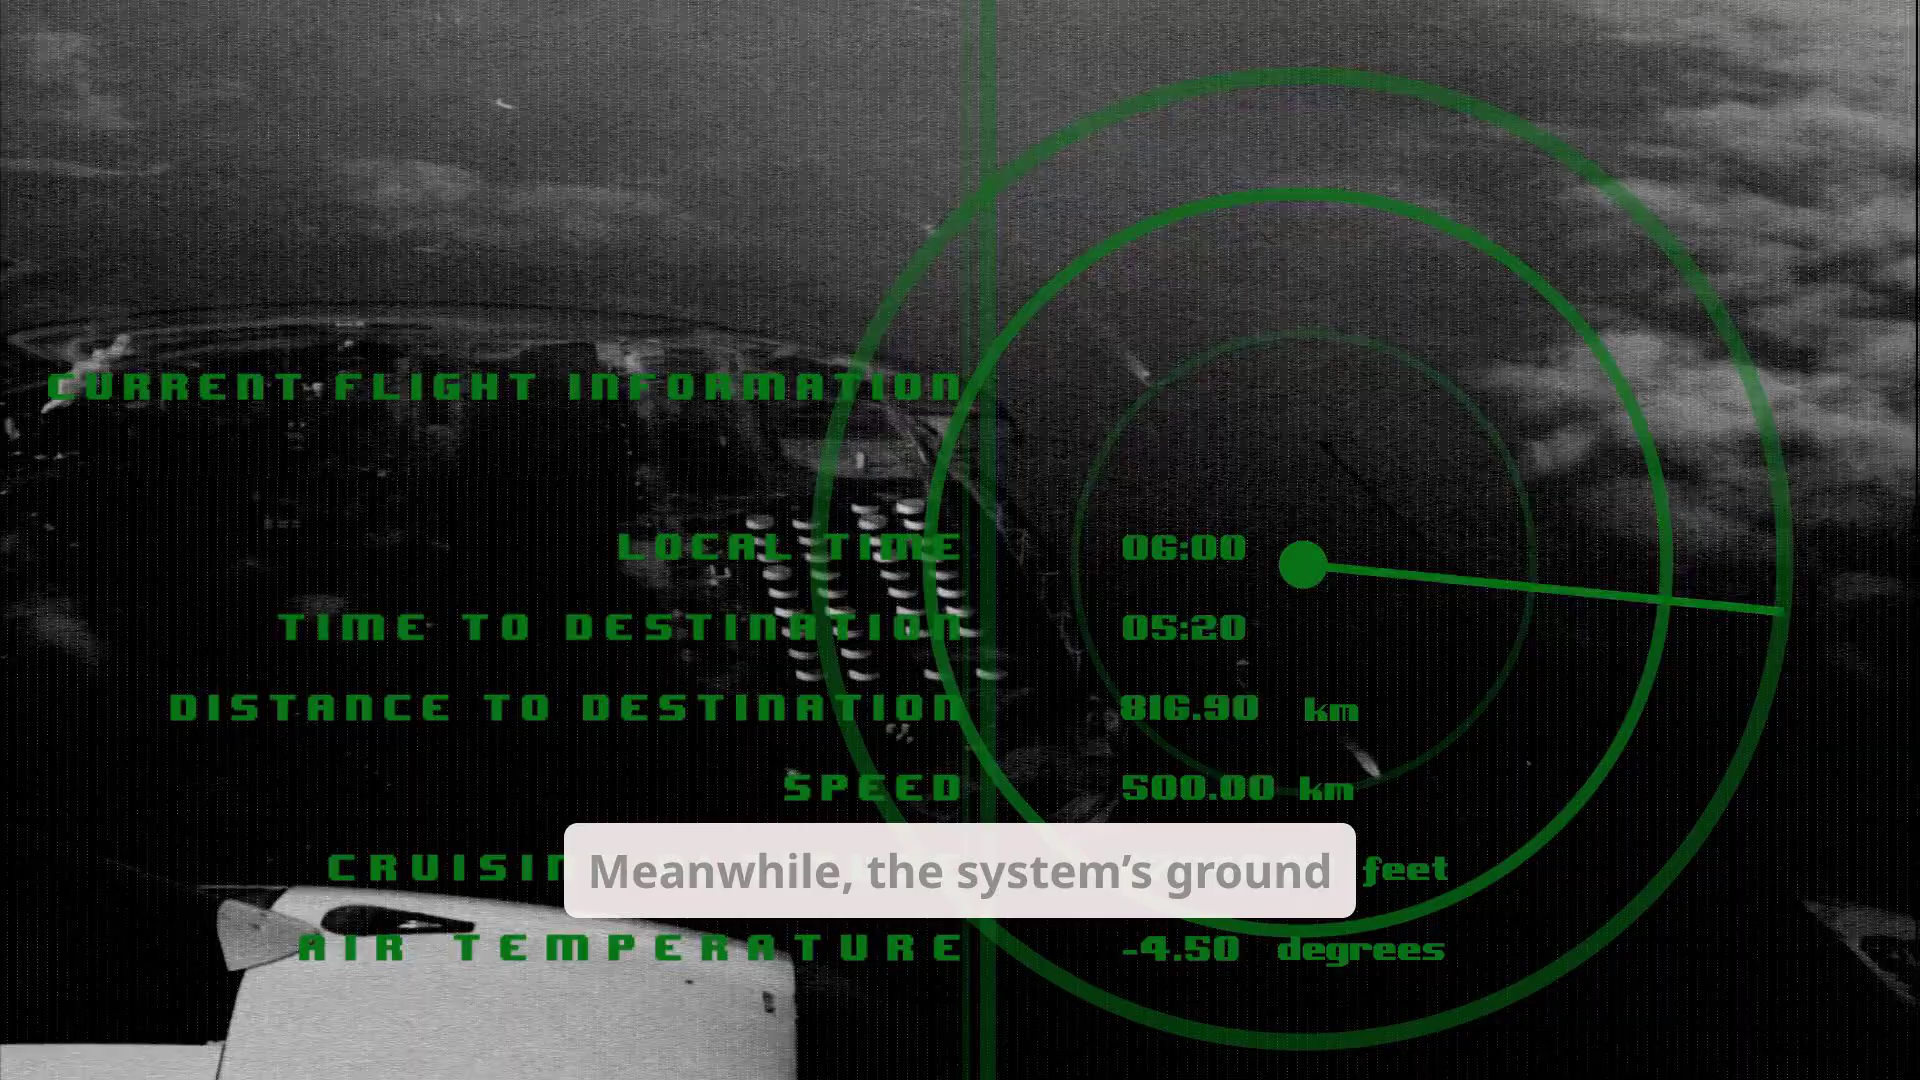 CURRENT FLIGHT INFORMATION
LOCAL TIME 06:00
TIME TO DESTINATION 05:20
DISTANCE TO DESTINATION 816.90 km
SPEED 500.00 km
feet
Meanwhile, the system’s ground
AIR TEMPERATURE -4.50 degrees